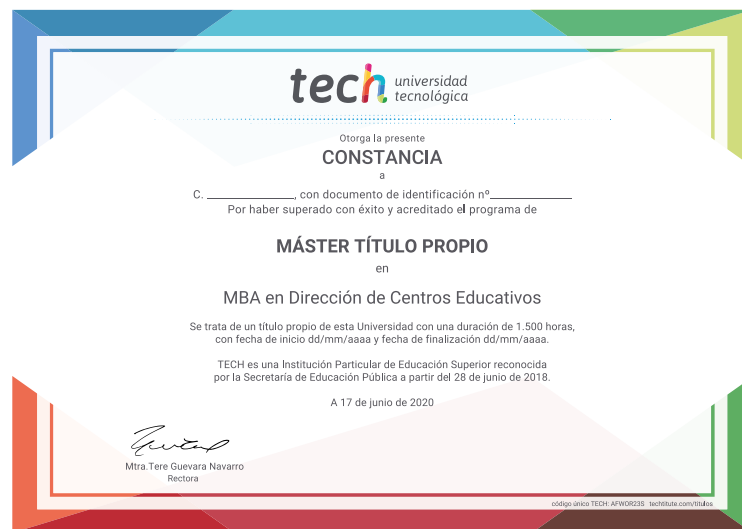 tech universidad
tecnológica
Otorga la presente
CONSTANCIA
a
C. ________________, con documento de identificación nº______________
Por haber superado con éxito y acreditado el programa de
MÁSTER TÍTULO PROPIO
en
MBA en Dirección de Centros Educativos
Se trata de un título propio de esta Universidad con una duración de 1.500 horas,
con fecha de inicio dd/mm/aaaa y fecha de finalización dd/mm/aaaa.
TECH es una Institución Particular de Educación Superior reconocida
por la Secretaría de Educación Pública a partir del 28 de junio de 2018.
A 17 de junio de 2020
Mtra.Tere Guevara Navarro
Rectora
código único TECH: AFWOR23S techtitute.com/títulos